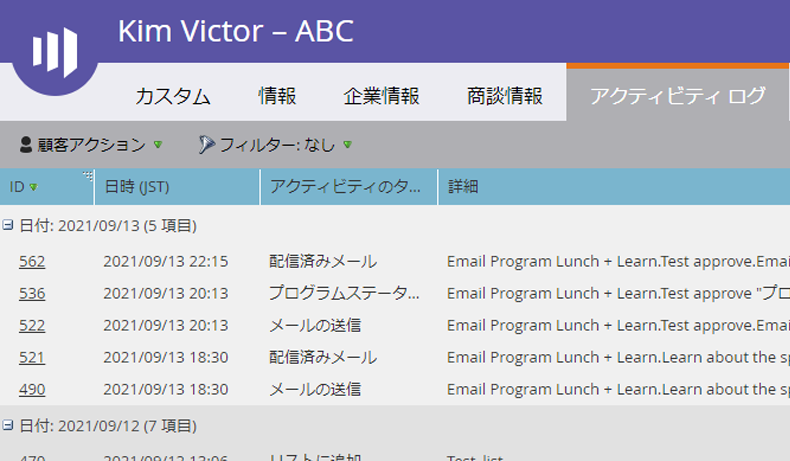 Kim Victor – ABC
カスタム 情報 企業情報 商談情報 アクティビティ ログ
顧客アクション フィルター: なし
ID 日時 (JST) アクティビティのタ... 詳細
日付: 2021/09/13 (5 項目)
562 2021/09/13 22:15 配信済みメール Email Program Lunch + Learn.Test approve.Emai
536 2021/09/13 20:13 プログラムステータ... Email Program Lunch + Learn.Test approve "プロ
522 2021/09/13 20:13 メールの送信 Email Program Lunch + Learn.Test approve.Emai
521 2021/09/13 18:30 配信済みメール Email Program Lunch + Learn.Learn about the sp
490 2021/09/13 18:30 メールの送信 Email Program Lunch + Learn.Learn about the sp
日付: 2021/09/12 (7 項目)
470 2021/09/12 13:06 リストに追加 Test list